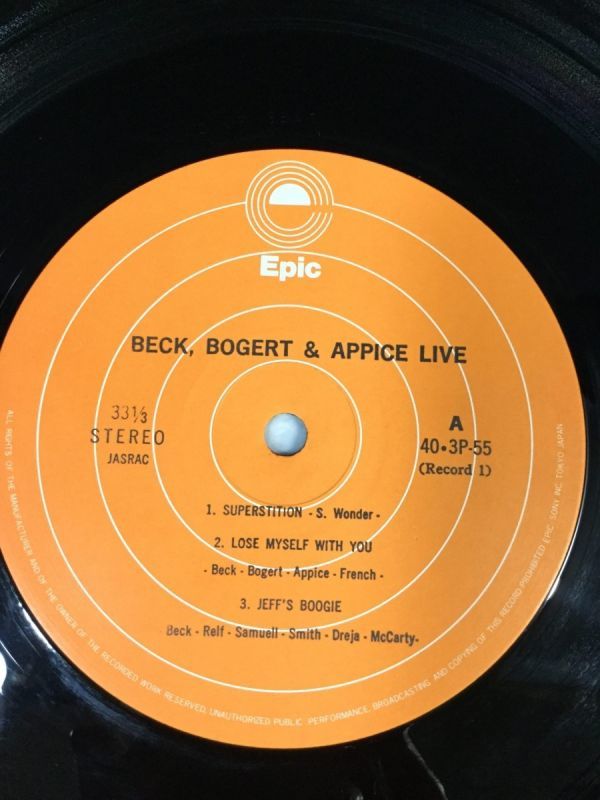 Epic
BECK, BOGERT & APPICE LIVE
33⅓
STEREO
JASRAC
A
40•3P-55
(Record 1)
1. SUPERSTITION - S. Wonder -
2. LOSE MYSELF WITH YOU
- Beck - Bogert - Appice - French -
3. JEFF'S BOOGIE
Beck - Relf - Samuell - Smith - Dreja - McCarty-
ALL RIGHTS OF THE MANUFACTURER AND OF THE OWNER OF THE RECORDED WORK RESERVED, UNAUTHORIZED PUBLIC PERFORMANCE, BROADCASTING AND COPYING OF THIS RECORD PROHIBITED EPIC, SONY INC. TOKYO JAPAN